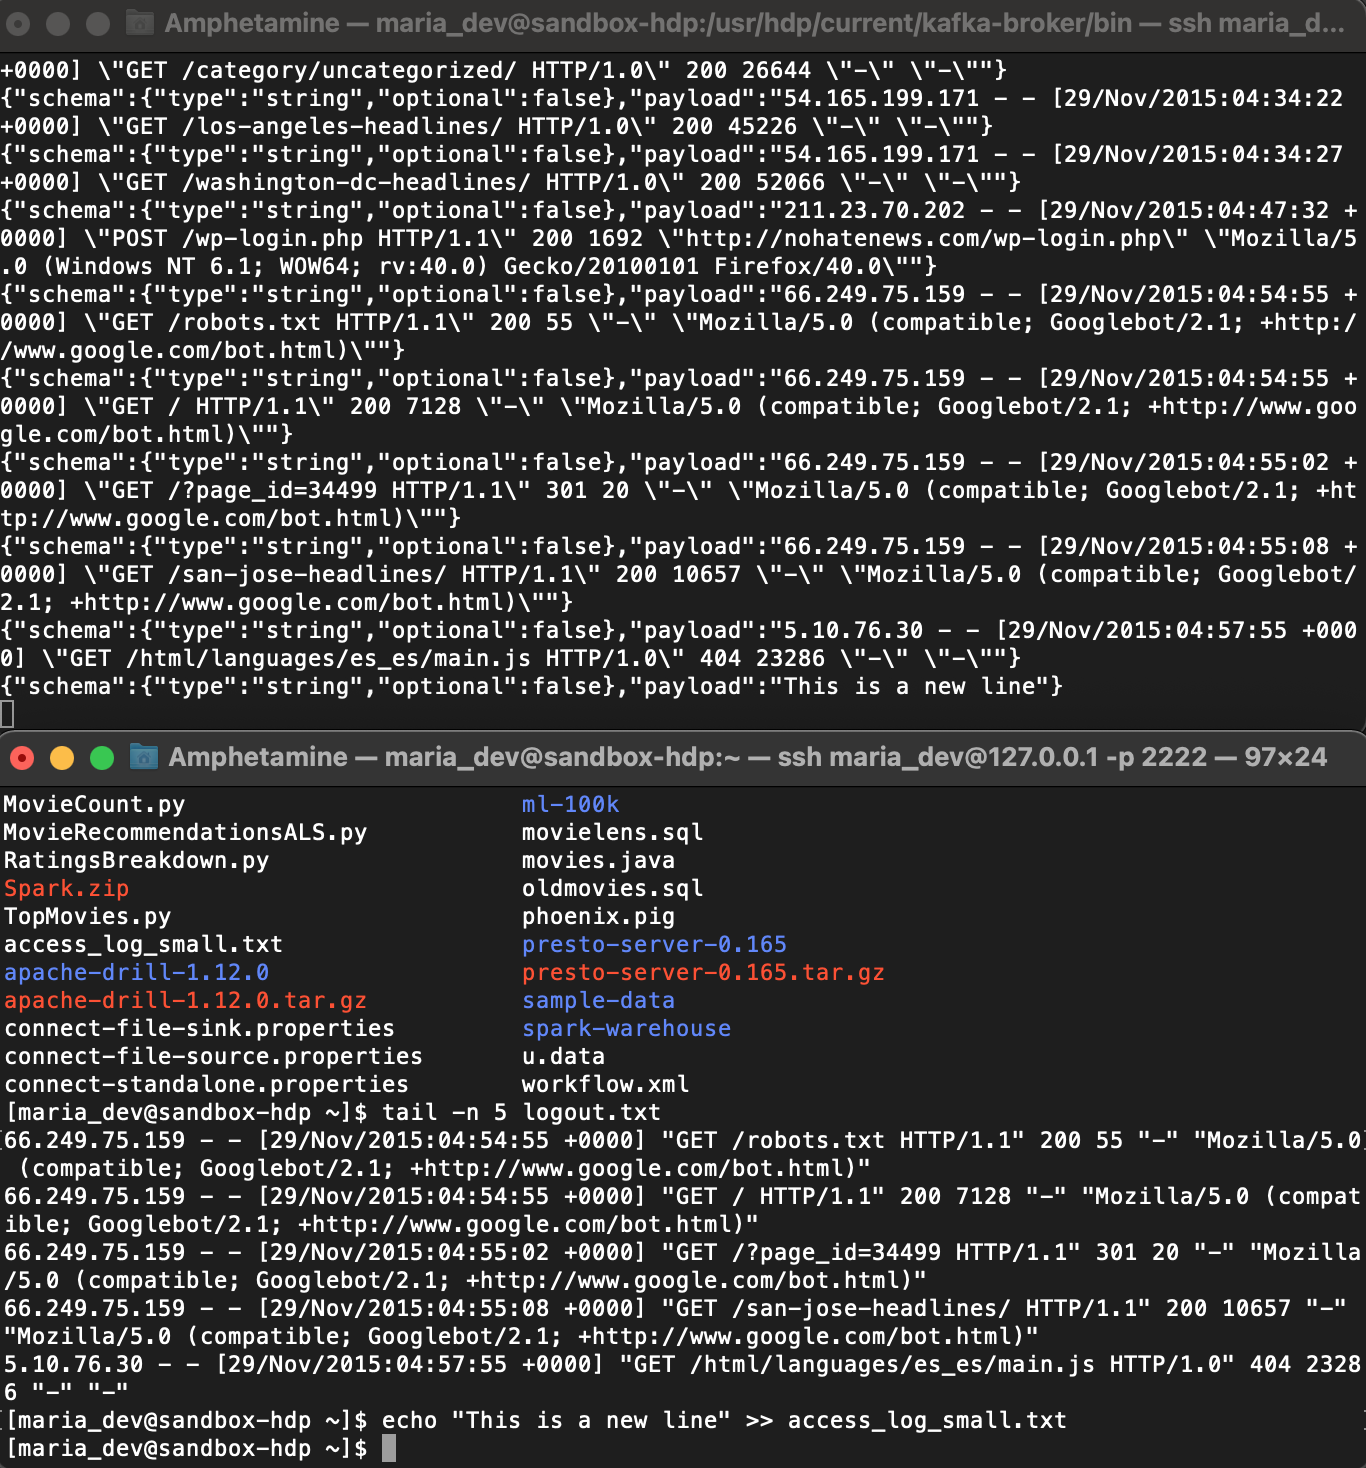 Amphetamine — maria_dev@sandbox-hdp:/usr/hdp/current/kafka-broker/bin — ssh maria_d...
+0000] \"GET /category/uncategorized/ HTTP/1.0\" 200 26644 \"-\" \"-\""}
{"schema":{"type":"string","optional":false},"payload":"54.165.199.171 - - [29/Nov/2015:04:34:22
+0000] \"GET /los-angeles-headlines/ HTTP/1.0\" 200 45226 \"-\" \"-\""}
{"schema":{"type":"string","optional":false},"payload":"54.165.199.171 - - [29/Nov/2015:04:34:27
+0000] \"GET /washington-dc-headlines/ HTTP/1.0\" 200 52066 \"-\" \"-\""}
{"schema":{"type":"string","optional":false},"payload":"211.23.70.202 - - [29/Nov/2015:04:47:32 +
0000] \"POST /wp-login.php HTTP/1.1\" 200 1692 \"http://nohatenews.com/wp-login.php\" \"Mozilla/5
.0 (Windows NT 6.1; WOW64; rv:40.0) Gecko/20100101 Firefox/40.0\""}
{"schema":{"type":"string","optional":false},"payload":"66.249.75.159 - - [29/Nov/2015:04:54:55 +
0000] \"GET /robots.txt HTTP/1.1\" 200 55 \"-\" \"Mozilla/5.0 (compatible; Googlebot/2.1; +http:/
/www.google.com/bot.html)\""}
{"schema":{"type":"string","optional":false},"payload":"66.249.75.159 - - [29/Nov/2015:04:54:55 +
0000] \"GET / HTTP/1.1\" 200 7128 \"-\" \"Mozilla/5.0 (compatible; Googlebot/2.1; +http://www.goo
gle.com/bot.html)\""}
{"schema":{"type":"string","optional":false},"payload":"66.249.75.159 - - [29/Nov/2015:04:55:02 +
0000] \"GET /?page_id=34499 HTTP/1.1\" 301 20 \"-\" \"Mozilla/5.0 (compatible; Googlebot/2.1; +ht
tp://www.google.com/bot.html)\""}
{"schema":{"type":"string","optional":false},"payload":"66.249.75.159 - - [29/Nov/2015:04:55:08 +
0000] \"GET /san-jose-headlines/ HTTP/1.1\" 200 10657 \"-\" \"Mozilla/5.0 (compatible; Googlebot/
2.1; +http://www.google.com/bot.html)\""}
{"schema":{"type":"string","optional":false},"payload":"5.10.76.30 - - [29/Nov/2015:04:57:55 +000
0] \"GET /html/languages/es_es/main.js HTTP/1.0\" 404 23286 \"-\" \"-\""}
{"schema":{"type":"string","optional":false},"payload":"This is a new line"}
Amphetamine — maria_dev@sandbox-hdp:~ — ssh maria_dev@127.0.0.1 -p 2222 — 97×24
MovieCount.py ml-100k
MovieRecommendationsALS.py movielens.sql
RatingsBreakdown.py movies.java
Spark.zip oldmovies.sql
TopMovies.py phoenix.pig
access_log_small.txt presto-server-0.165
apache-drill-1.12.0 presto-server-0.165.tar.gz
apache-drill-1.12.0.tar.gz sample-data
connect-file-sink.properties spark-warehouse
connect-file-source.properties u.data
connect-standalone.properties workflow.xml
[maria_dev@sandbox-hdp ~]$ tail -n 5 logout.txt
66.249.75.159 - - [29/Nov/2015:04:54:55 +0000] "GET /robots.txt HTTP/1.1" 200 55 "-" "Mozilla/5.0
(compatible; Googlebot/2.1; +http://www.google.com/bot.html)"
66.249.75.159 - - [29/Nov/2015:04:54:55 +0000] "GET / HTTP/1.1" 200 7128 "-" "Mozilla/5.0 (compat
ible; Googlebot/2.1; +http://www.google.com/bot.html)"
66.249.75.159 - - [29/Nov/2015:04:55:02 +0000] "GET /?page_id=34499 HTTP/1.1" 301 20 "-" "Mozilla
/5.0 (compatible; Googlebot/2.1; +http://www.google.com/bot.html)"
66.249.75.159 - - [29/Nov/2015:04:55:08 +0000] "GET /san-jose-headlines/ HTTP/1.1" 200 10657 "-"
"Mozilla/5.0 (compatible; Googlebot/2.1; +http://www.google.com/bot.html)"
5.10.76.30 - - [29/Nov/2015:04:57:55 +0000] "GET /html/languages/es_es/main.js HTTP/1.0" 404 2328
6 "-" "-"
[maria_dev@sandbox-hdp ~]$ echo "This is a new line" >> access_log_small.txt
[maria_dev@sandbox-hdp ~]$